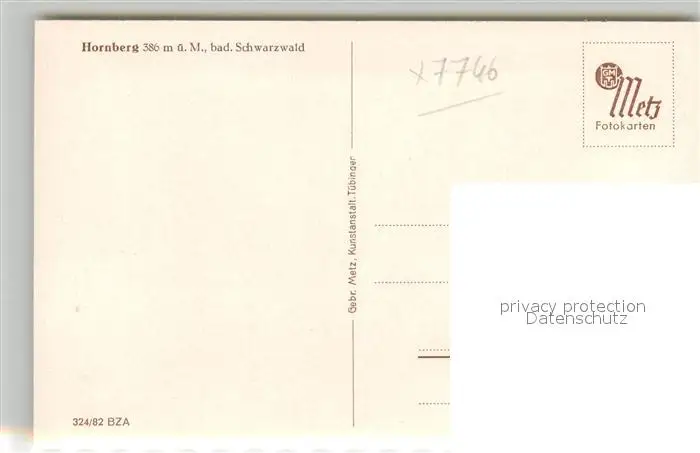 Hornberg 386 m ü. M., bad. Schwarzwald
x7746
GM
Metz
Fotokarten
Gebr. Metz, Kunstanstalt, Tübingen
privacy protection
Datenschutz
324/82 BZA